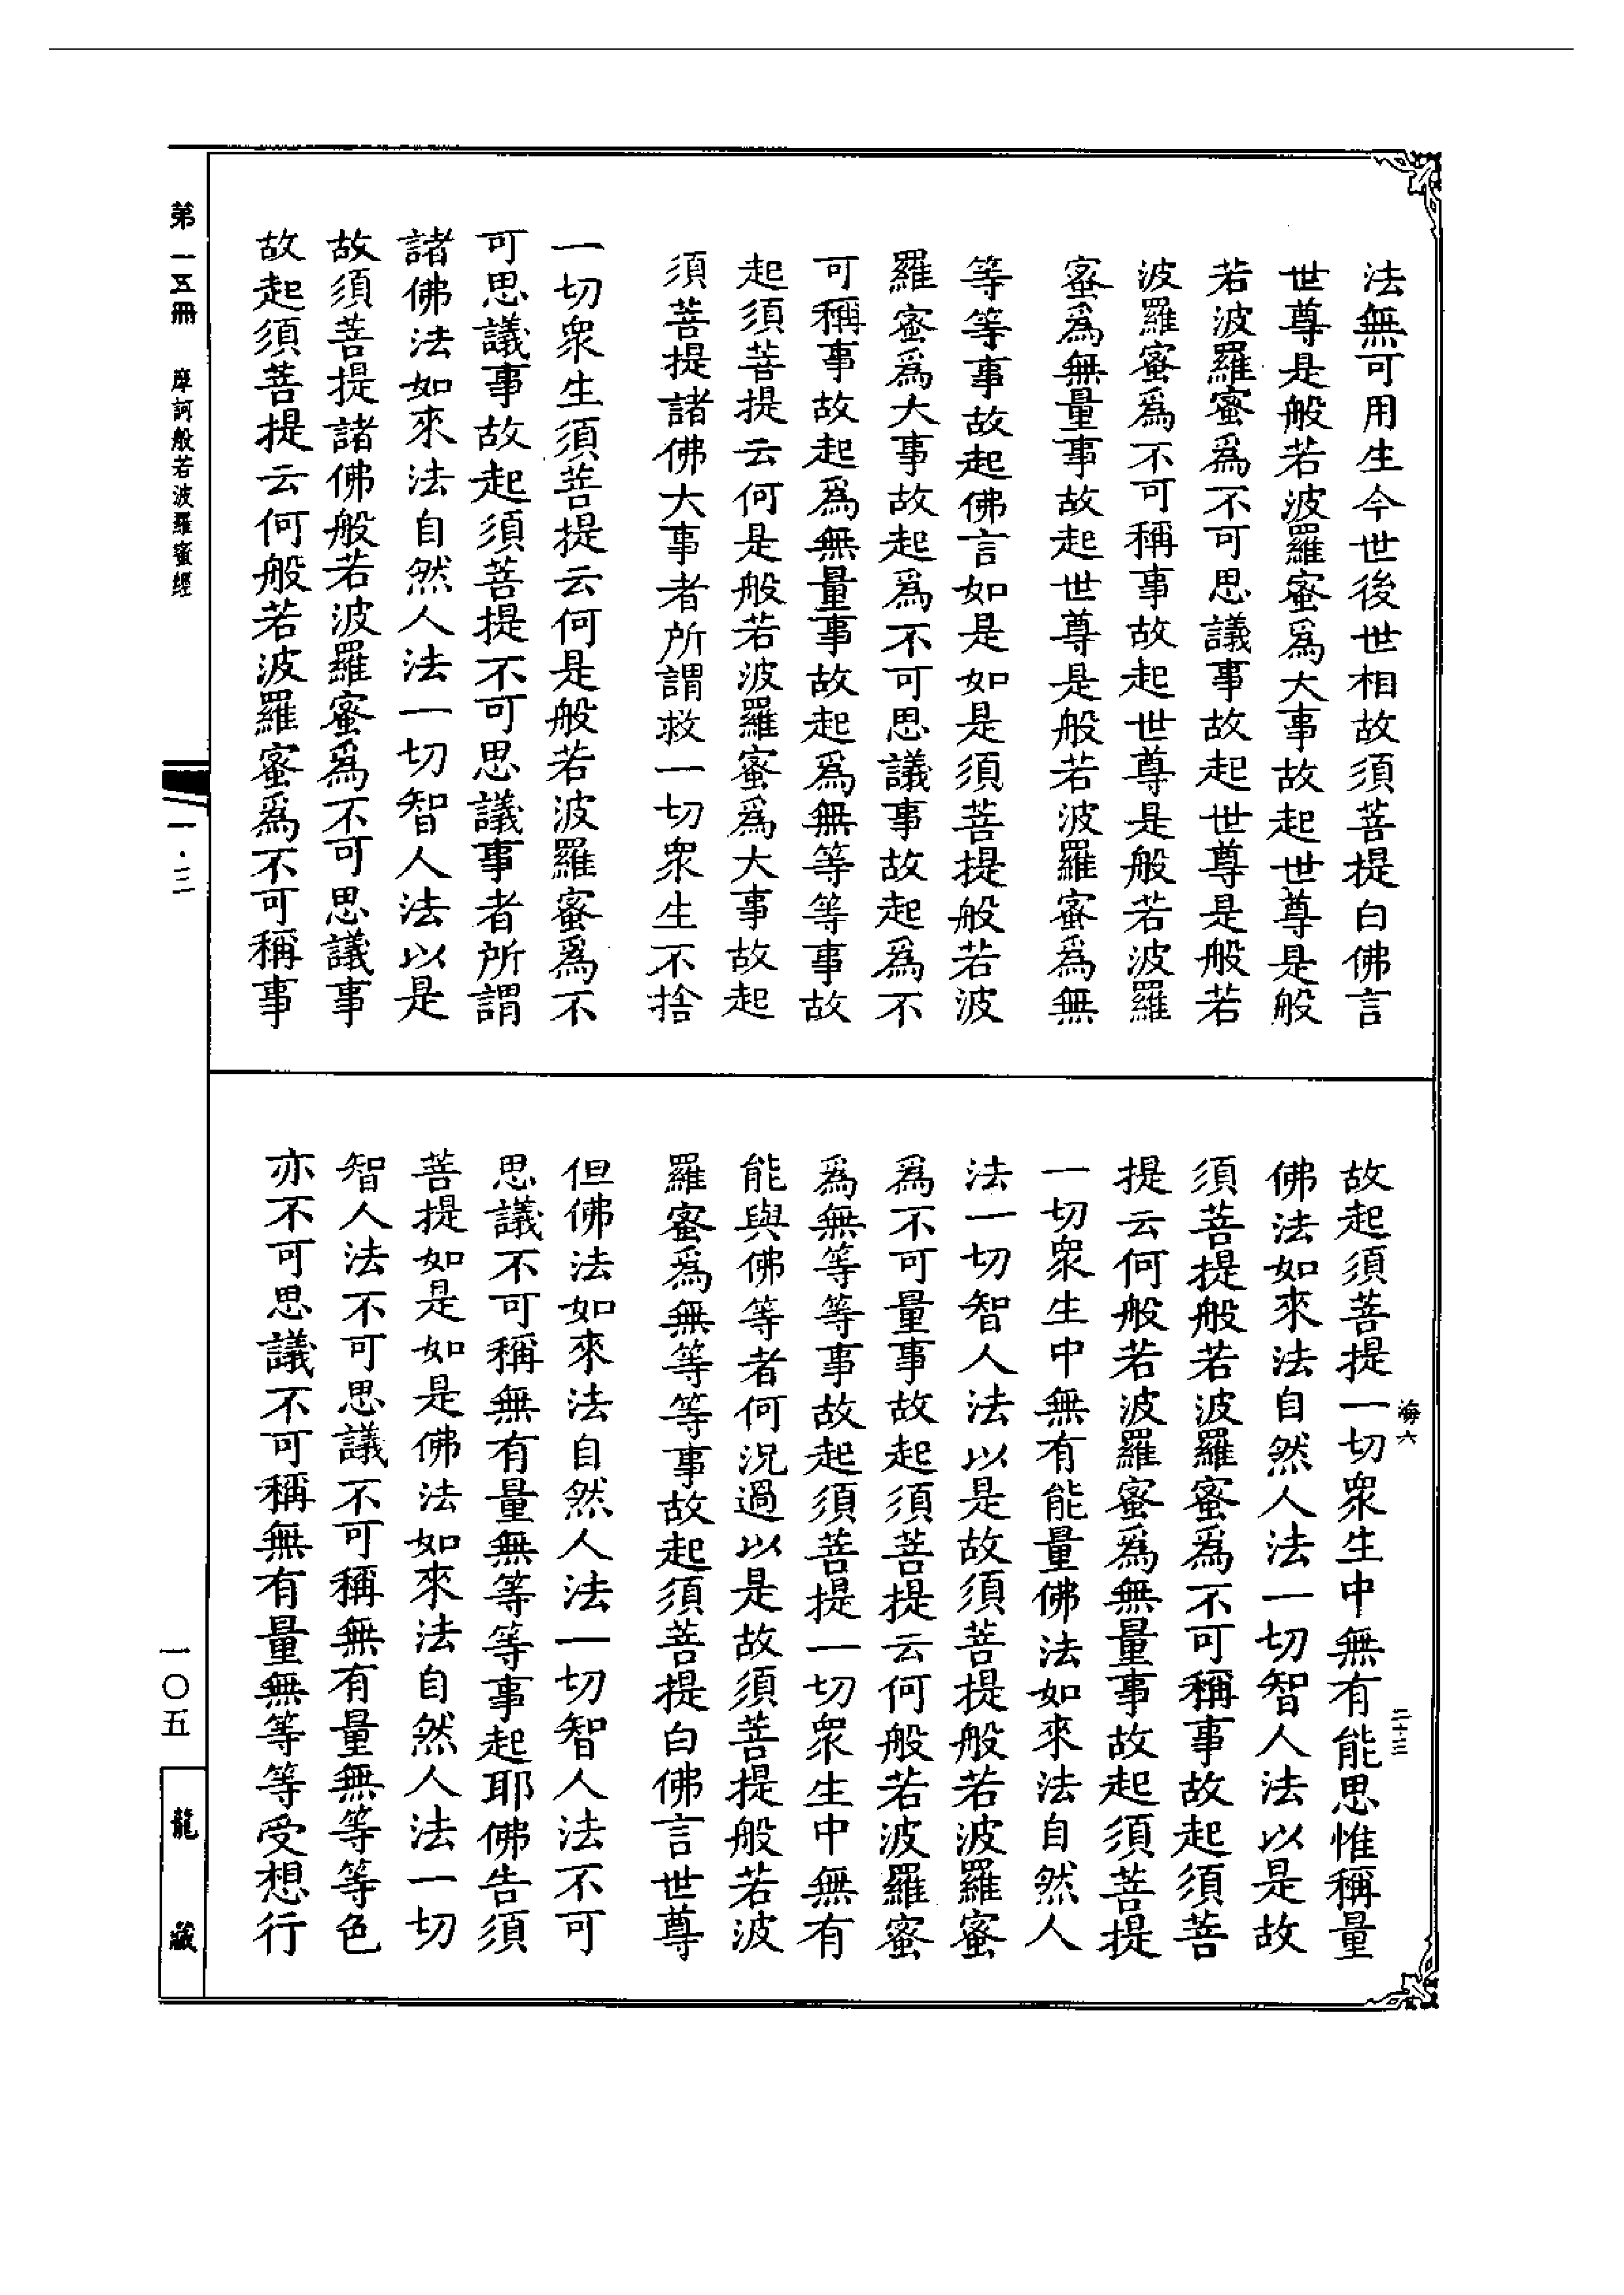 法無可用生今世後世相故須菩提白佛言
世尊是般若波羅蜜爲大事故起世尊是般
若波羅蜜爲不可思議事故起世尊是般若
波羅蜜爲不可稱事故起世尊是般若波羅
蜜爲無量事故起世尊是般若波羅蜜爲無
等等事故起佛言如是如是須菩提般若波
羅蜜爲大事故起爲不可思議事故起爲不
可稱事故起爲無量事故起爲無等等事故
起須菩提云何是般若波羅蜜爲大事故起
須菩提諸佛大事者所謂救一切衆生不捨
一切衆生須菩提云何是般若波羅蜜爲不
可思議事故起須菩提不可思議事者所謂
諸佛法如來法自然人法一切智人法以是
故須菩提諸佛般若波羅蜜爲不可思議事
故起須菩提云何般若波羅蜜爲不可稱事
故起須菩提一切衆生中無有能思惟稱量
佛法如來法自然人法一切智人法以是故
須菩提般若波羅蜜爲不可稱事故起須菩
提云何般若波羅蜜爲無量事故起須菩提
一切衆生中無有能量佛法如來法自然人
法一切智人法以是故須菩提般若波羅蜜
爲不可量事故起須菩提云何般若波羅蜜
爲無等等事故起須菩提一切衆生中無有
能與佛等者何況過以是故須菩提般若波
羅蜜爲無等等事故起須菩提白佛言世尊
但佛法如來法自然人法一切智人法不可
思議不可稱無有量無等等事起耶佛告須
菩提如是如是佛法如來法自然人法一切
智人法不可思議不可稱無有量無等等色
亦不可思議不可稱無有量無等等受想行
海六
二十三
第一五冊 摩訶般若波羅蜜經
一·三
一〇五
龍藏